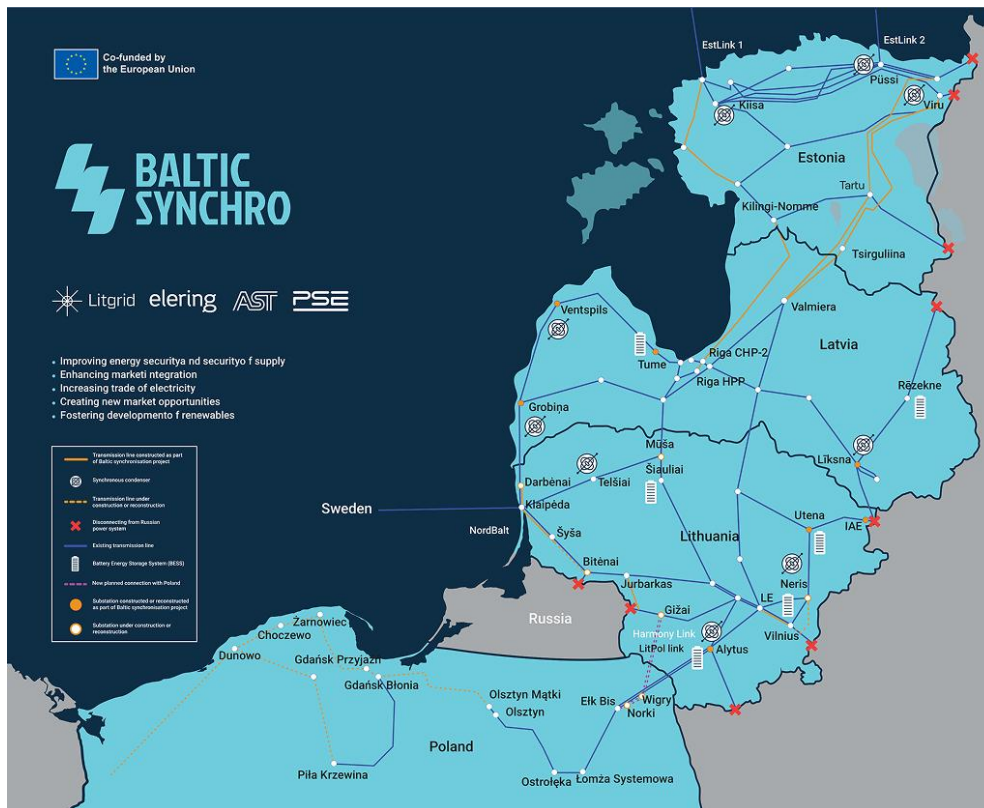 Co-funded by
the European Union
BALTIC
SYNCHRO
Litgrid elering AST PSE
Improving energy securitya nd securityo f supply
Enhancing marketi ntegration
Increasing trade of electricity
Creating new market opportunities
Fostering developmento f renewables
Transmission line constructed as part
of Baltic synchronisation project
Synchronous condenser
Transmission line under
construction or reconstruction
Disconnecting from Russian
power system
Existing transmission line
Battery Energy Storage System (BESS)
New planned connection with Poland
Substation constructed or reconstructed
as part of Baltic synchronisation project
Substation under construction or
reconstruction
EstLink 1
EstLink 2
Püssi
Kiisa
Viru
Estonia
Tartu
Kilingi-Nomme
Tsirguliina
Ventspils
Valmiera
Latvia
Tume
Riga CHP-2
Riga HPP
Rēzekne
Grobiņa
Mūša
Līksna
Šiauliai
Telšiai
Darbėnai
Klaipėda
Sweden
NordBalt
Utena
IAE
Šyša
Lithuania
Bitėnai
Neris
Jurbarkas
LE
Gižai
Vilnius
Russia
Harmony Link
LitPol link
Alytus
Żarnowiec
Choczewo
Dunowo
Gdańsk Przyjaźń
Gdańsk Błonia
Olsztyn Mątki
Olsztyn
Ełk Bis
Wigry
Norki
Poland
Piła Krzewina
Ostrołęka
Łomża Systemowa